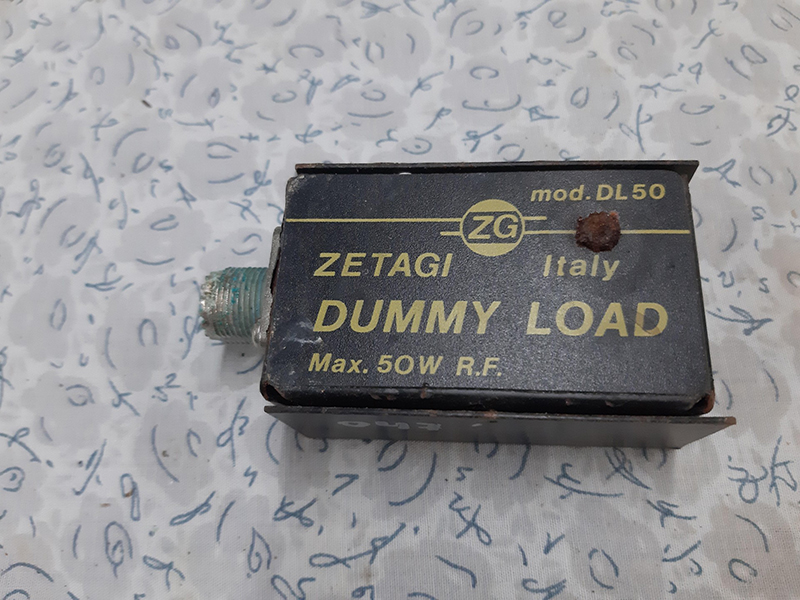 mod. DL50
ZG
ZETAGI Italy
DUMMY LOAD
Max. 50W R.F.